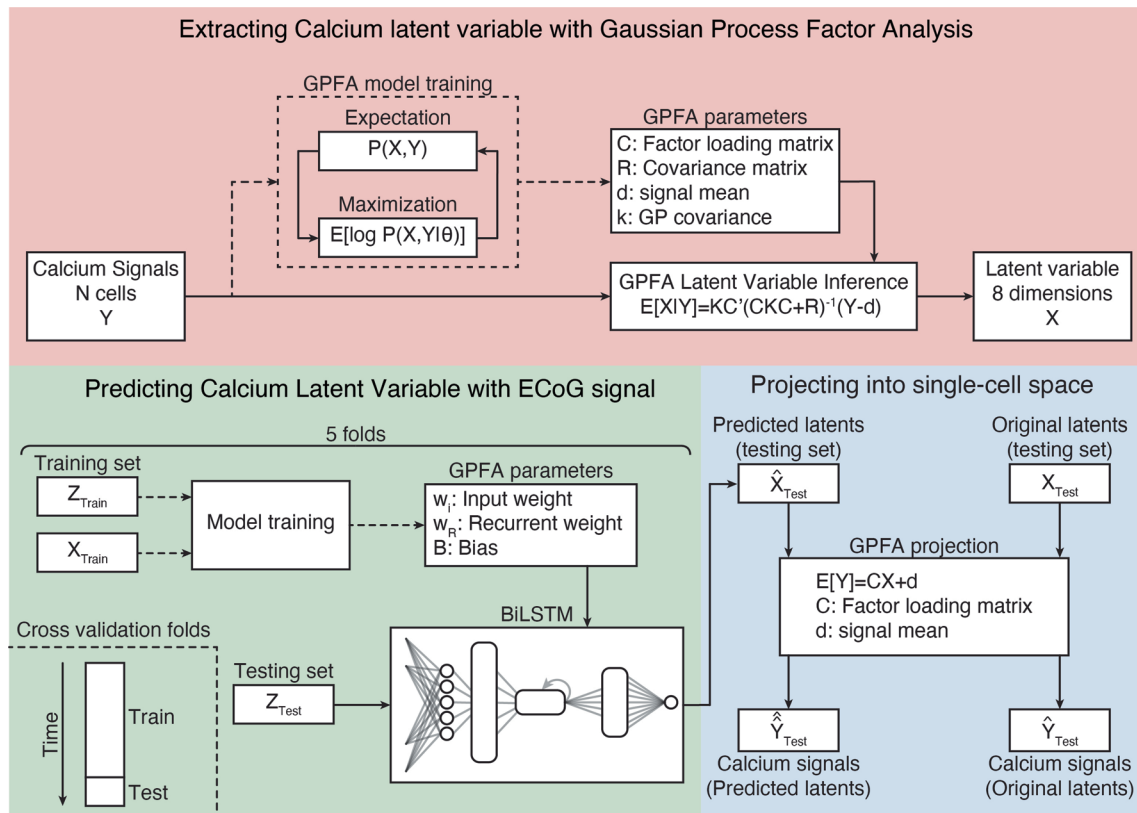 Extracting Calcium latent variable with Gaussian Process Factor Analysis
GPFA model training
Expectation
P(X,Y)
Maximization
E[log P(X,Y|θ)]
GPFA parameters
C: Factor loading matrix
R: Covariance matrix
d: signal mean
k: GP covariance
Calcium Signals
N cells
Y
GPFA Latent Variable Inference
E[X|Y]=KC'(CKC+R)⁻¹(Y-d)
Latent variable
8 dimensions
X
Predicting Calcium Latent Variable with ECoG signal
5 folds
Training set
Z_Train
X_Train
Model training
GPFA parameters
w_i: Input weight
w_R: Recurrent weight
B: Bias
BiLSTM
Cross validation folds
Time
Train
Test
Testing set
Z_Test
Projecting into single-cell space
Predicted latents
(testing set)
X̂_Test
Original latents
(testing set)
X_Test
GPFA projection
E[Y]=CX+d
C: Factor loading matrix
d: signal mean
Ŷ̂_Test
Calcium signals
(Predicted latents)
Ŷ_Test
Calcium signals
(Original latents)